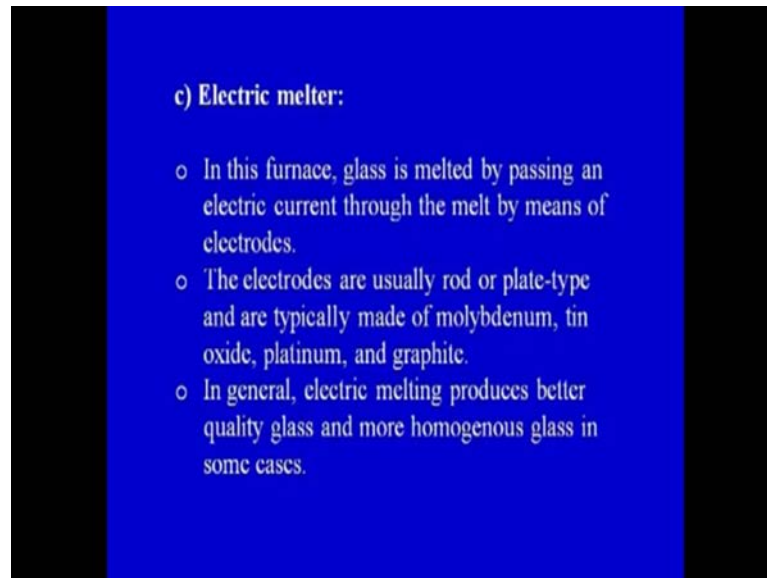 c) Electric melter:
o In this furnace, glass is melted by passing an
electric current through the melt by means of
electrodes.
o The electrodes are usually rod or plate-type
and are typically made of molybdenum, tin
oxide, platinum, and graphite.
o In general, electric melting produces better
quality glass and more homogenous glass in
some cases.